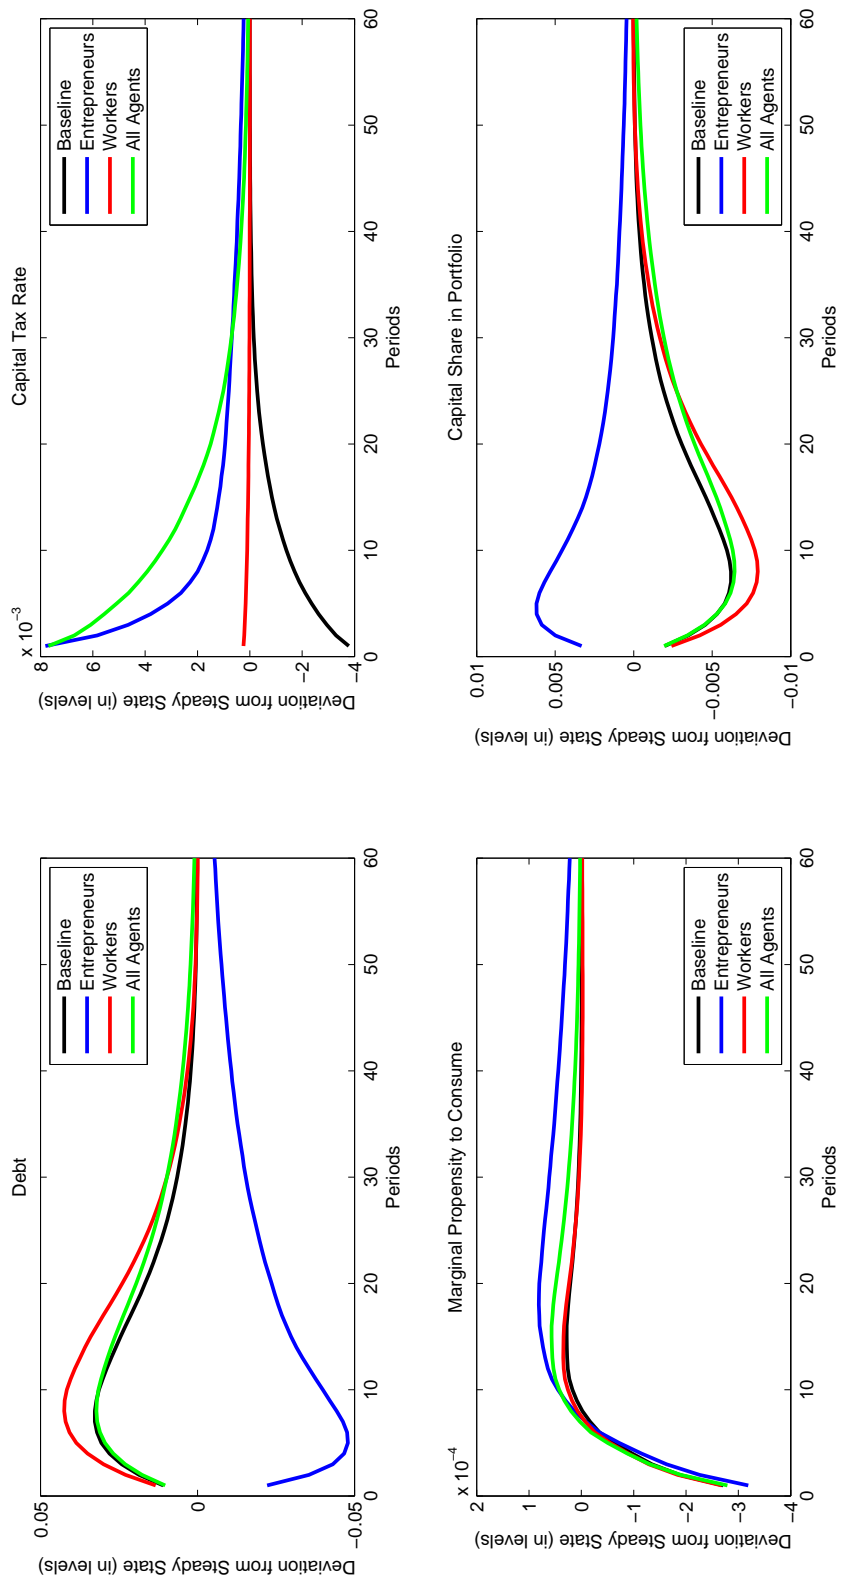 Debt
Deviation from Steady State (in levels)
0.05
0
−0.05
0
10
20
30
40
50
60
Periods
Baseline
Entrepreneurs
Workers
All Agents
Capital Tax Rate
x 10−3
Deviation from Steady State (in levels)
8
6
4
2
0
−2
−4
0
10
20
30
40
50
60
Periods
Baseline
Entrepreneurs
Workers
All Agents
Marginal Propensity to Consume
x 10−4
Deviation from Steady State (in levels)
2
1
0
−1
−2
−3
−4
0
10
20
30
40
50
60
Periods
Baseline
Entrepreneurs
Workers
All Agents
Capital Share in Portfolio
Deviation from Steady State (in levels)
0.01
0.005
0
−0.005
−0.01
0
10
20
30
40
50
60
Periods
Baseline
Entrepreneurs
Workers
All Agents